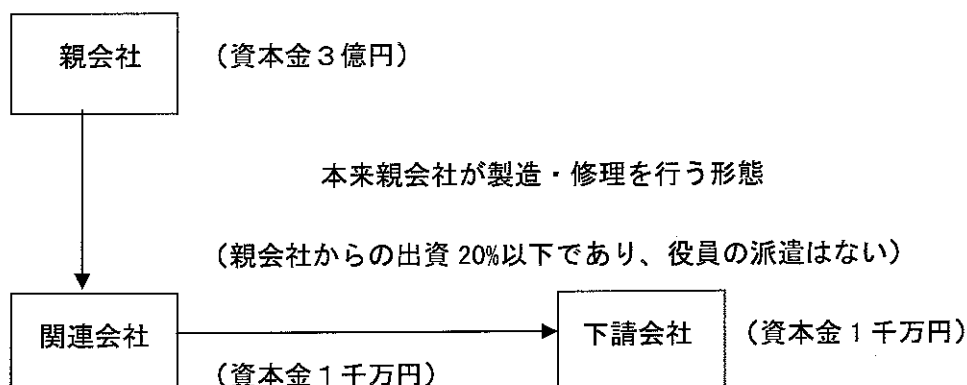 親会社
（資本金３億円）
本来親会社が製造・修理を行う形態
（親会社からの出資 20%以下であり、役員の派遣はない）
関連会社
下請会社
（資本金１千万円）
（資本金１千万円）